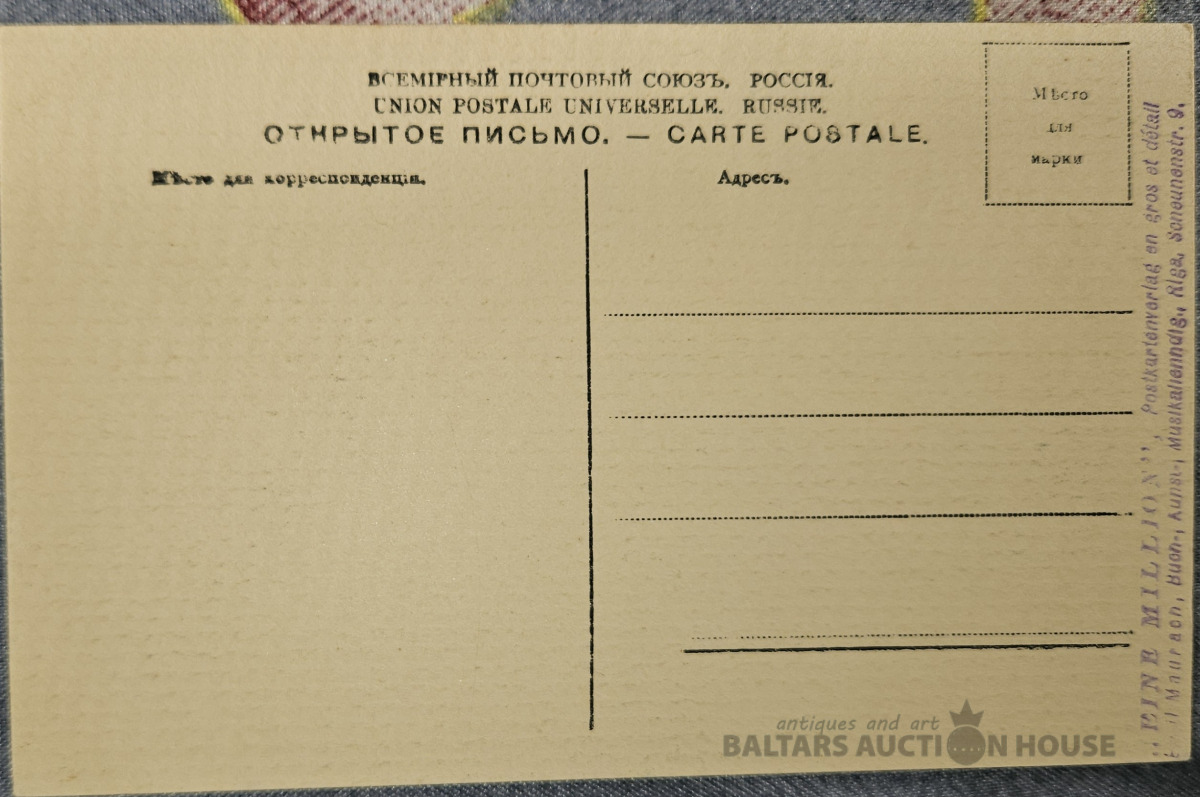 ВСЕМІРНЫЙ ПОЧТОВЫЙ СОЮЗЪ. РОССІЯ.
UNION POSTALE UNIVERSELLE. RUSSIE.
ОТКРЫТОЕ ПИСЬМО. — CARTE POSTALE.
Мѣсто
для
марки
Мѣсто для корреспонденціи.
Адресъ.
„EINE MILLION”, Postkartenverlag en gros et détail
Maurach, Buch-, Kunst-, Musikalienhdlg., Riga, Scheunenstr. 9.
antiques and art
BALTARS AUCTION HOUSE